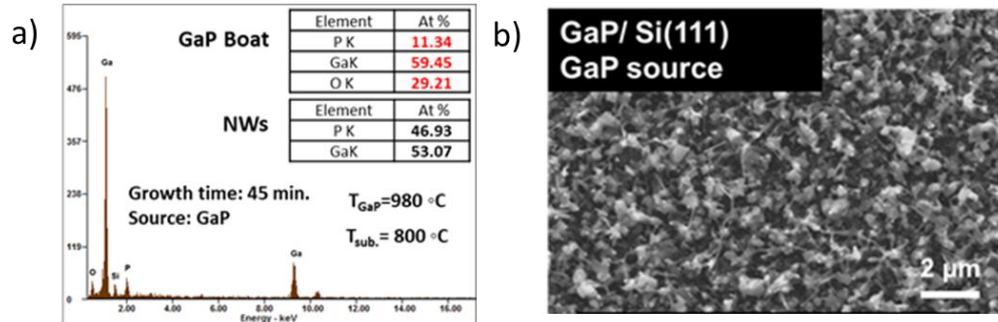 a)
GaP Boat
Element At %
P K 11.34
GaK 59.45
O K 29.21
NWs
Element At %
P K 46.93
GaK 53.07
Growth time: 45 min.
Source: GaP
T_GaP=980 ◦C
T_sub.= 800 ◦C
595
476
357
238
119
0
Ga
O
Si
P
Ga
2.00 4.00 6.00 8.00 10.00 12.00 14.00 16.00
Energy - keV
b)
GaP/ Si(111)
GaP source
2 µm